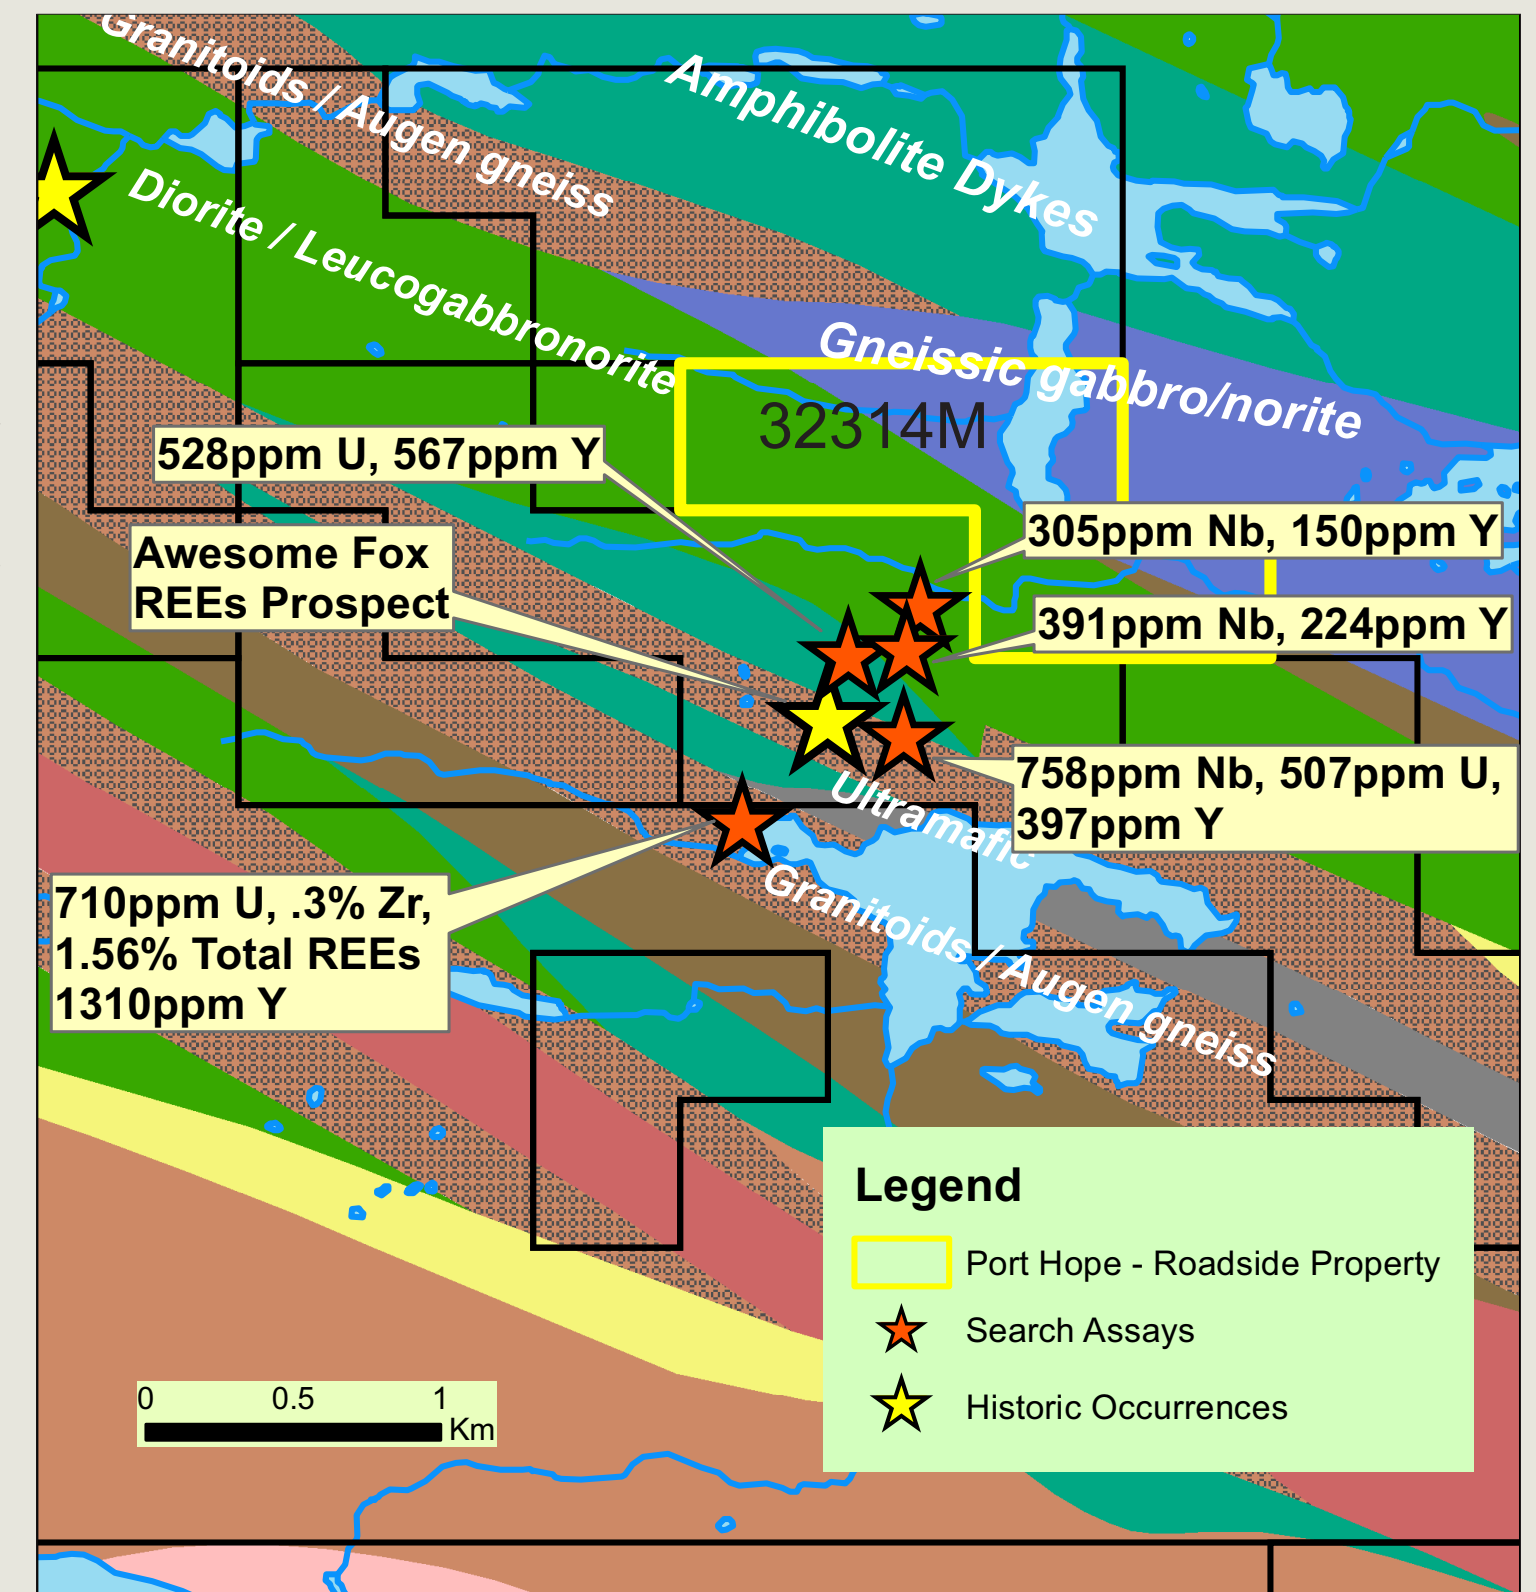 Granitoids / Augen gneiss
Amphibolite Dykes
Diorite / Leucogabbronorite
Gneissic gabbro/norite
32314M
528ppm U, 567ppm Y
305ppm Nb, 150ppm Y
Awesome Fox
REEs Prospect
391ppm Nb, 224ppm Y
758ppm Nb, 507ppm U,
397ppm Y
Ultramafic
Granitoids / Augen gneiss
710ppm U, .3% Zr,
1.56% Total REEs
1310ppm Y
Legend
Port Hope - Roadside Property
Search Assays
Historic Occurrences
0 0.5 1
Km